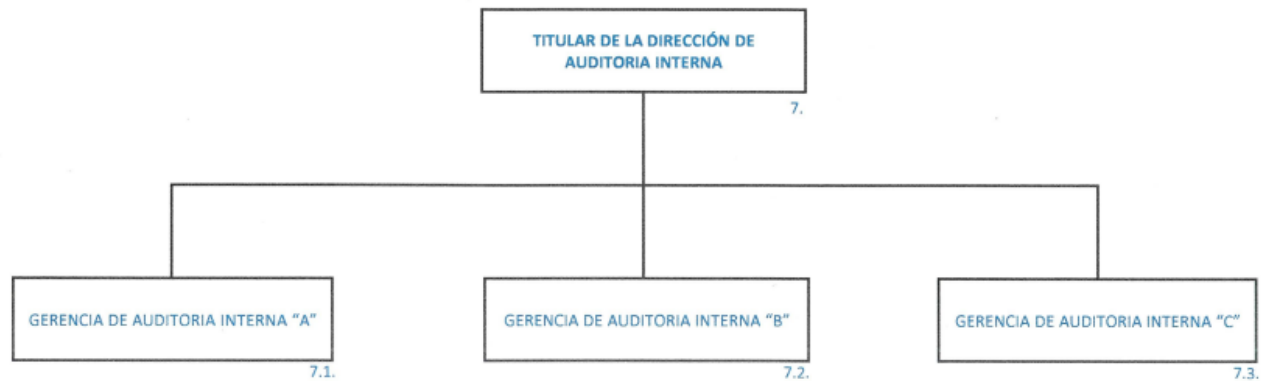 TITULAR DE LA DIRECCIÓN DE
AUDITORIA INTERNA
7.
GERENCIA DE AUDITORIA INTERNA “A”
7.1.
GERENCIA DE AUDITORIA INTERNA “B”
7.2.
GERENCIA DE AUDITORIA INTERNA “C”
7.3.